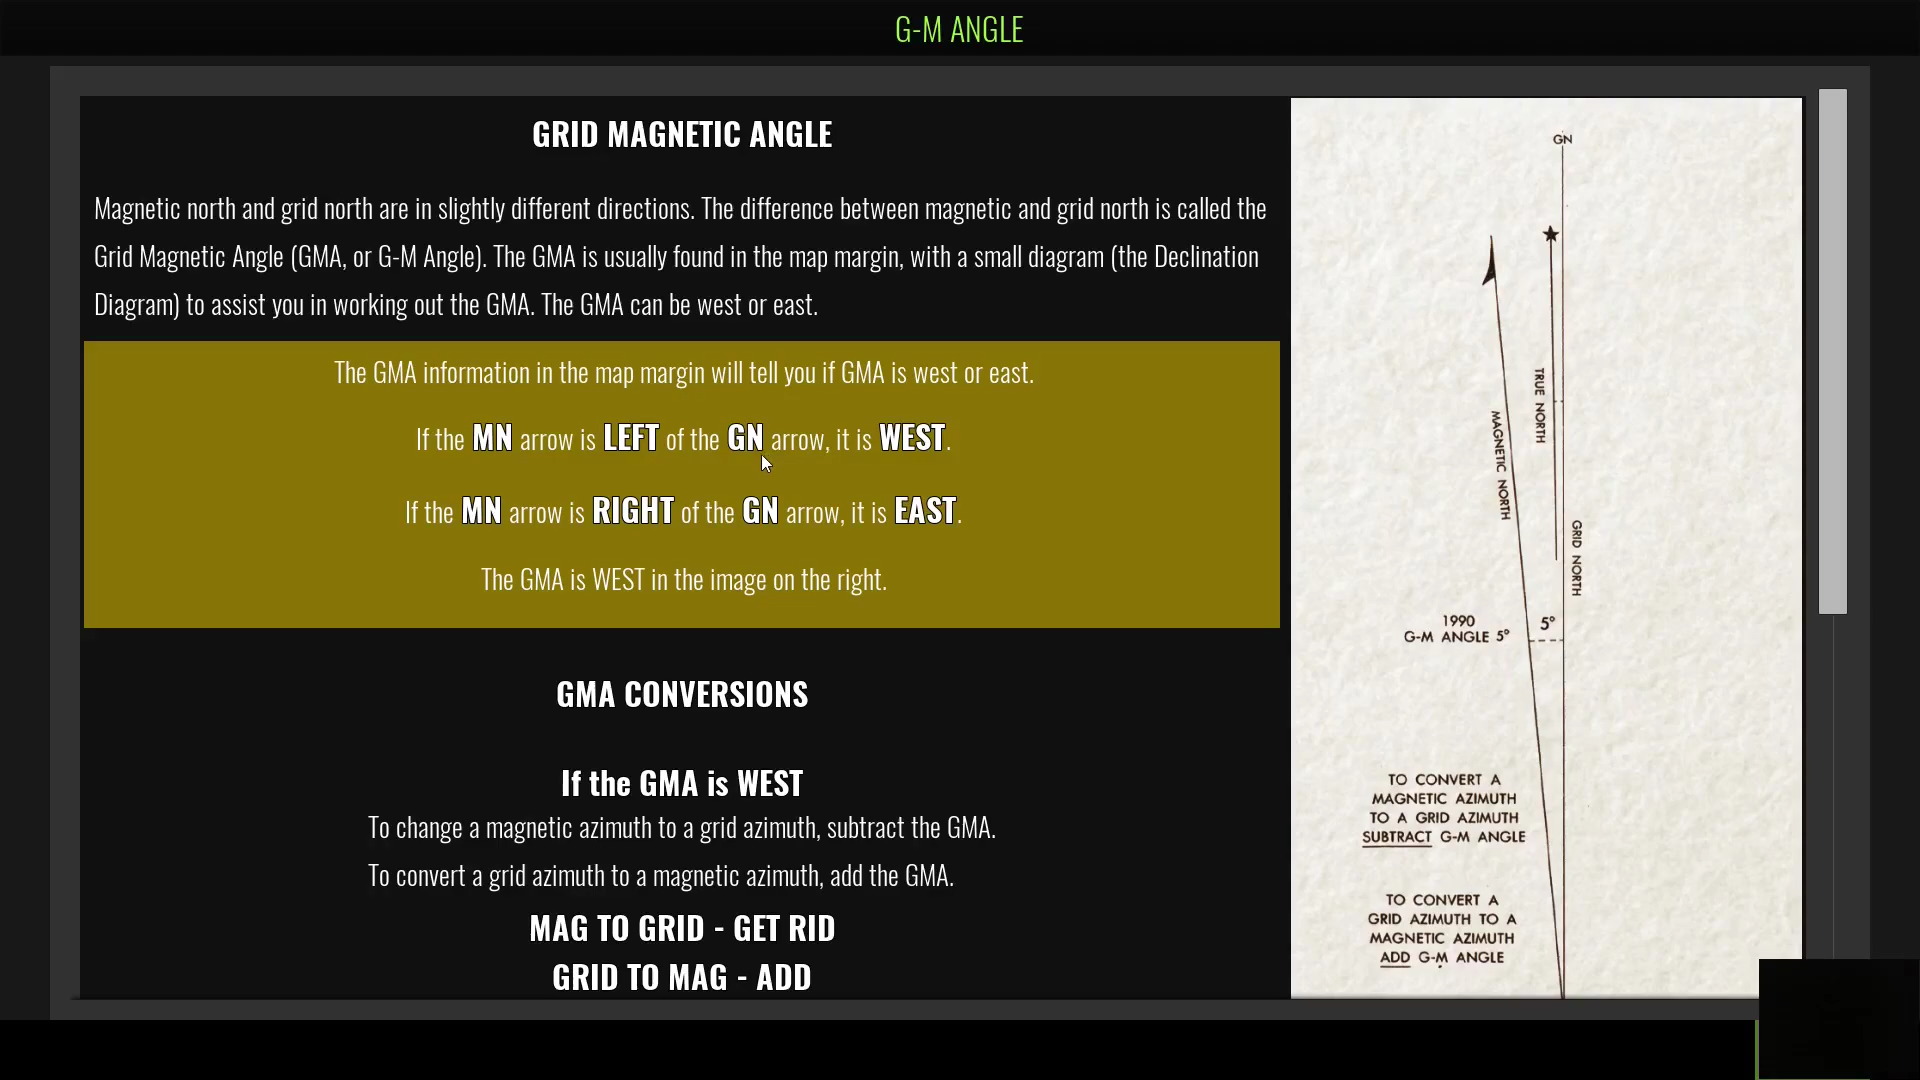 G-M ANGLE
GRID MAGNETIC ANGLE
Magnetic north and grid north are in slightly different directions. The difference between magnetic and grid north is called the
Grid Magnetic Angle (GMA, or G-M Angle). The GMA is usually found in the map margin, with a small diagram (the Declination
Diagram) to assist you in working out the GMA. The GMA can be west or east.
The GMA information in the map margin will tell you if GMA is west or east.
If the MN arrow is LEFT of the GN arrow, it is WEST.
If the MN arrow is RIGHT of the GN arrow, it is EAST.
The GMA is WEST in the image on the right.
GMA CONVERSIONS
If the GMA is WEST
To change a magnetic azimuth to a grid azimuth, subtract the GMA.
To convert a grid azimuth to a magnetic azimuth, add the GMA.
MAG TO GRID - GET RID
GRID TO MAG - ADD
GN
TRUE NORTH
MAGNETIC NORTH
GRID NORTH
1990
G-M ANGLE 5°
5°
TO CONVERT A
MAGNETIC AZIMUTH
TO A GRID AZIMUTH
SUBTRACT G-M ANGLE
TO CONVERT A
GRID AZIMUTH TO A
MAGNETIC AZIMUTH
ADD G-M ANGLE